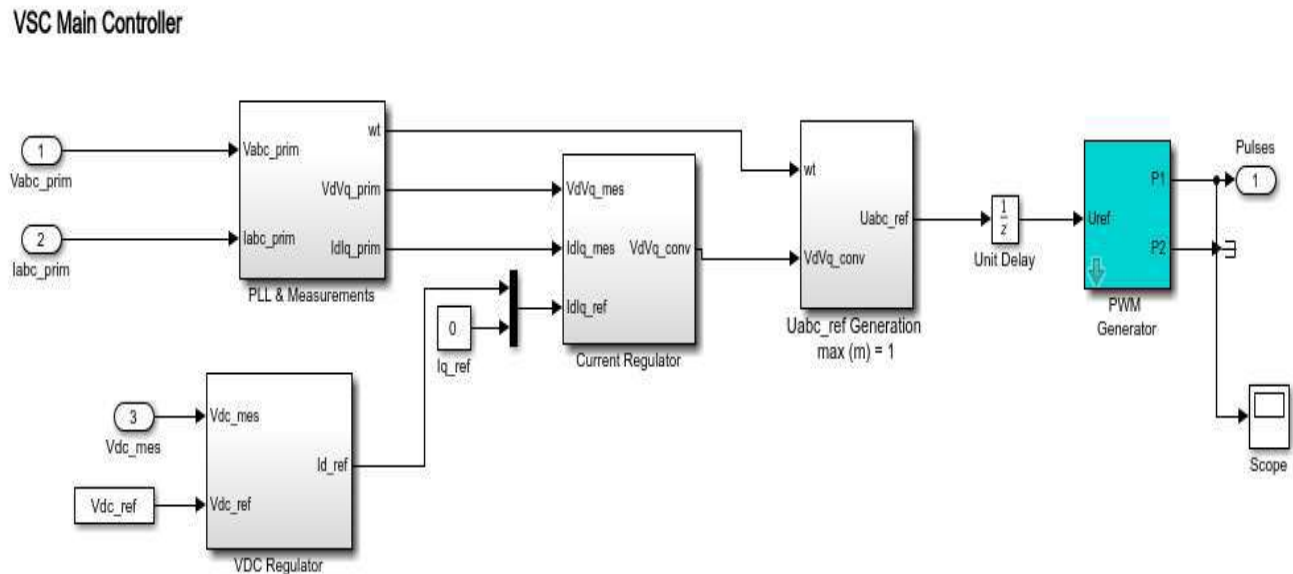 VSC Main Controller
1
Vabc_prim
2
Iabc_prim
Vabc_prim
Iabc_prim
wt
VdVq_prim
IdIq_prim
PLL & Measurements
0
Iq_ref
VdVq_mes
IdIq_mes
IdIq_ref
VdVq_conv
Current Regulator
wt
VdVq_conv
Uabc_ref
Uabc_ref Generation
max (m) = 1
1
z
Unit Delay
Uref
P1
P2
PWM
Generator
Pulses
1
Scope
3
Vdc_mes
Vdc_ref
Vdc_mes
Vdc_ref
Id_ref
VDC Regulator